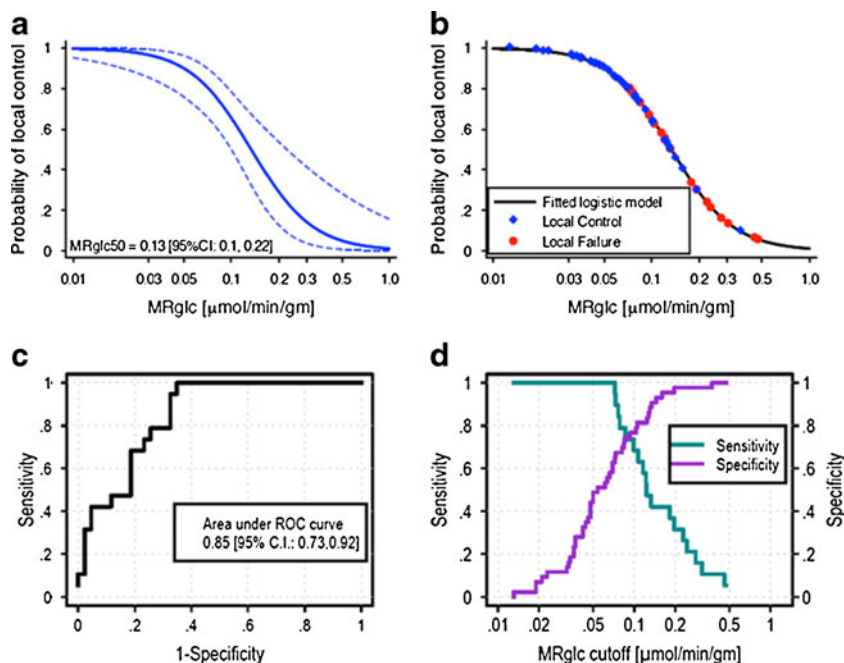 a
Probability of local control
1
.8
.6
.4
.2
0
MRglc50 = 0.13 [95%CI: 0.1, 0.22]
0.01 0.03 0.05 0.1 0.2 0.3 0.5 1.0
MRglc [μmol/min/gm]
b
Probability of local control
1
.8
.6
.4
.2
0
Fitted logistic model
Local Control
Local Failure
0.01 0.03 0.05 0.1 0.2 0.3 0.5 1.0
MRglc [μmol/min/gm]
c
Sensitivity
1
.8
.6
.4
.2
0
Area under ROC curve
0.85 [95% C.I.: 0.73,0.92]
0 .2 .4 .6 .8 1
1-Specificity
d
Sensitivity
1
.8
.6
.4
.2
0
Sensitivity
Specificity
1
.8
.6
.4
.2
0
Specificity
.01 .02 .05 0.1 0.2 0.5 1
MRglc cutoff [μmol/min/gm]